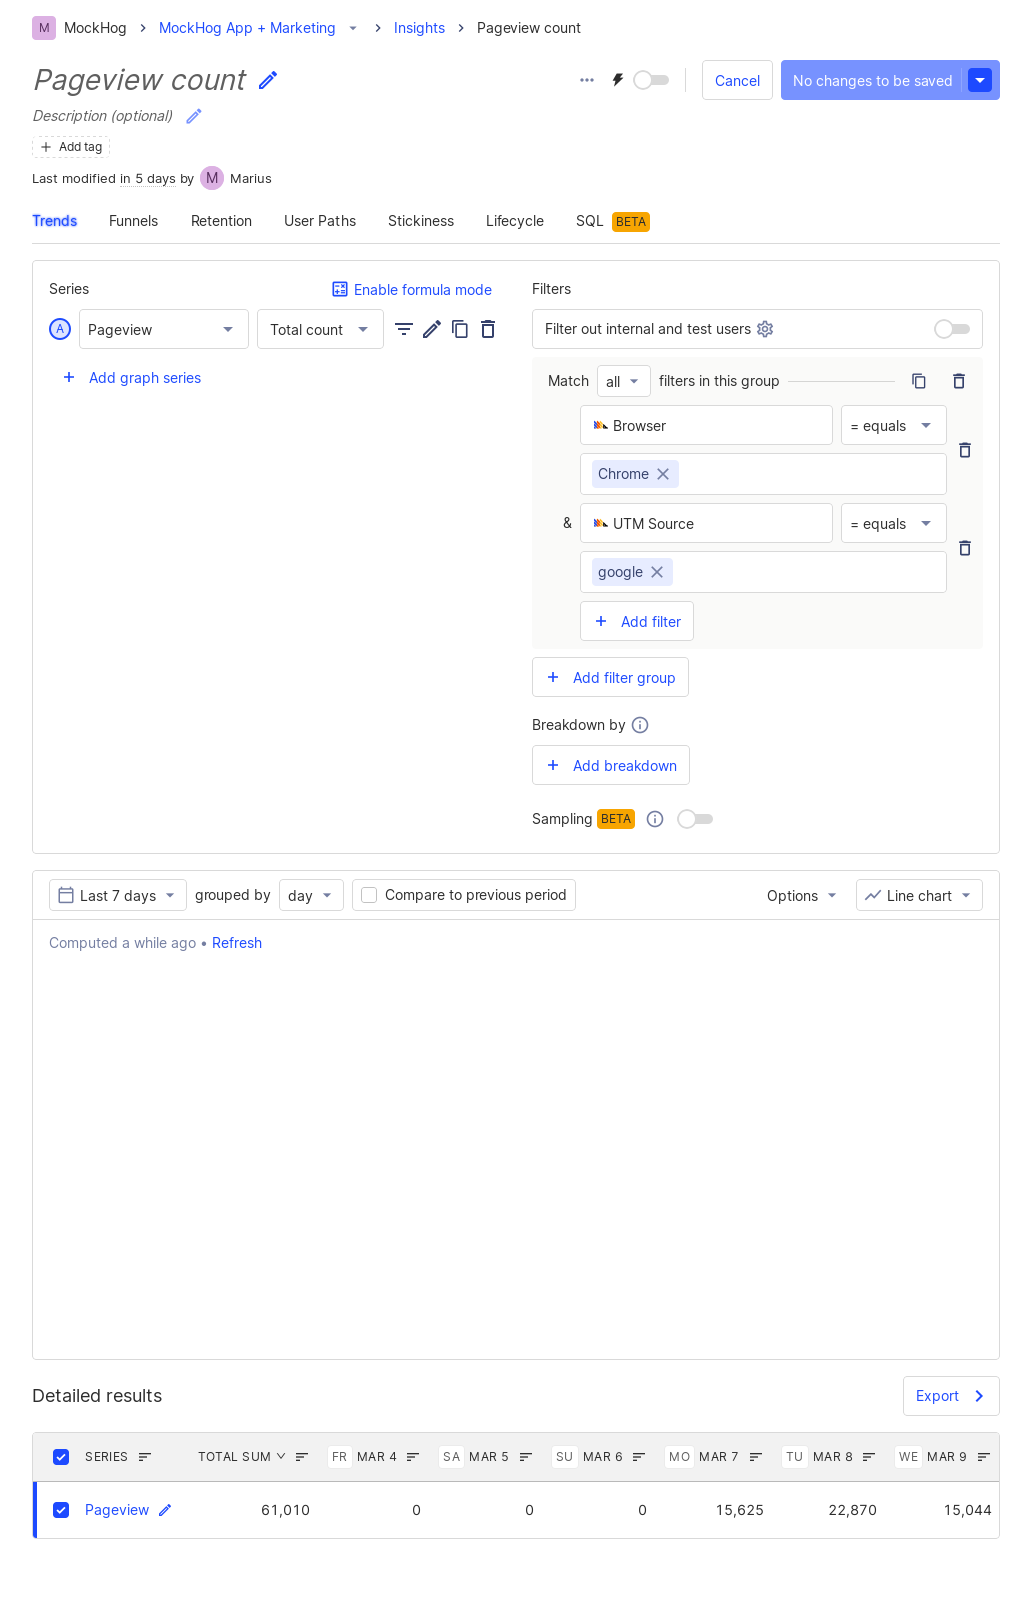 M MockHog > MockHog App + Marketing > Insights > Pageview count
Pageview count
Cancel
No changes to be saved
Description (optional)
Add tag
Last modified in 5 days by M Marius
Trends Funnels Retention User Paths Stickiness Lifecycle SQL BETA
Series
Enable formula mode
A Pageview Total count
Add graph series
Filters
Filter out internal and test users
Match all filters in this group
Browser = equals
Chrome
& UTM Source = equals
google
Add filter
Add filter group
Breakdown by
Add breakdown
Sampling BETA
Last 7 days grouped by day Compare to previous period Options Line chart
Computed a while ago • Refresh
Detailed results
Export
SERIES TOTAL SUM FR MAR 4 SA MAR 5 SU MAR 6 MO MAR 7 TU MAR 8 WE MAR 9
Pageview 61,010 0 0 0 15,625 22,870 15,044